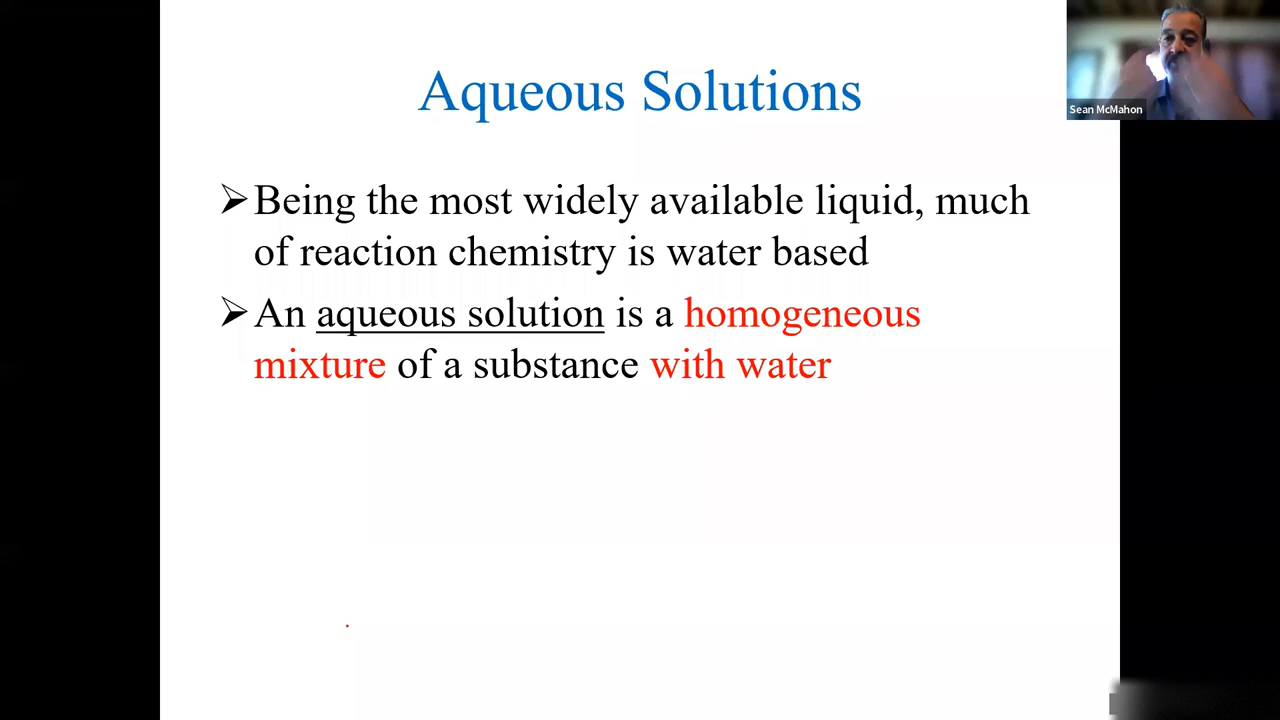 Aqueous Solutions
Sean McMahon
➢Being the most widely available liquid, much
of reaction chemistry is water based
➢An aqueous solution is a homogeneous
mixture of a substance with water